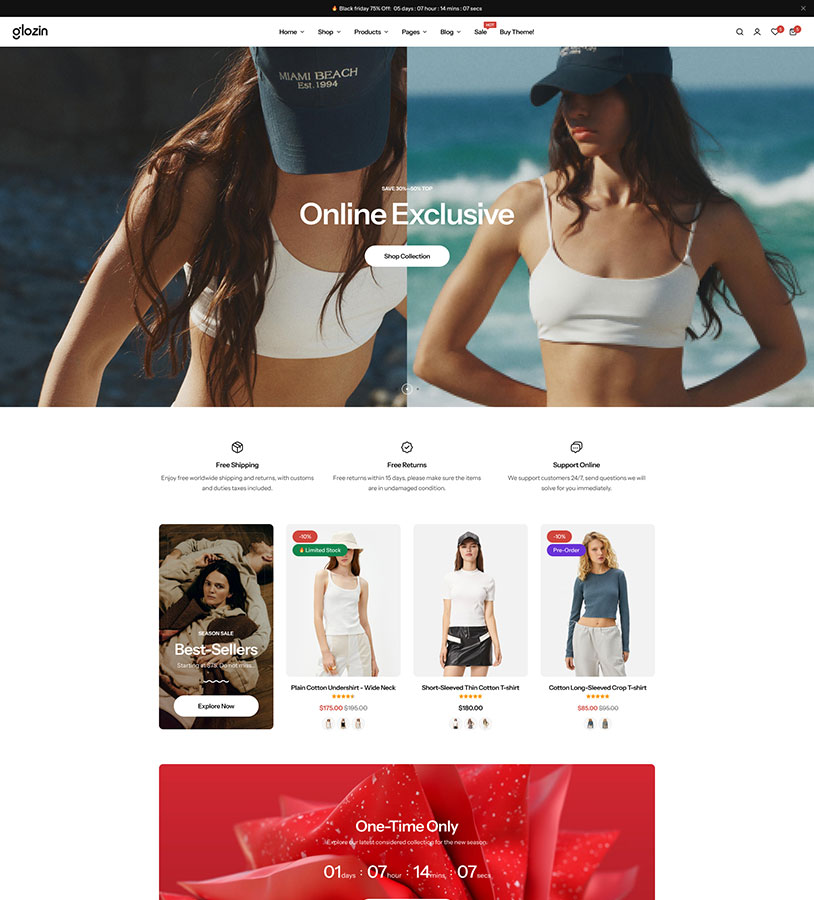 🔥 Black friday 75% Off: 05 days : 07 hour : 14 mins : 07 secs
glozin
Home Shop Products Pages Blog Sale HOT Buy Theme!
0 0
MIAMI BEACH
Est. 1994
SAVE 30%—50% TOP
Online Exclusive
Shop Collection
Free Shipping
Enjoy free worldwide shipping and returns, with customs
and duties taxes included.
Free Returns
Free returns within 15 days, please make sure the items
are in undamaged condition.
Support Online
We support customers 24/7, send questions we will
solve for you immediately.
SEASON SALE
Best-Sellers
Starting at $78. Do not miss.
Explore Now
-10%
🔥 Limited Stock
Plain Cotton Undershirt - Wide Neck
$175.00 $195.00
Short-Sleeved Thin Cotton T-shirt
$180.00
-10%
Pre-Order
Cotton Long-Sleeved Crop T-shirt
$85.00 $95.00
One-Time Only
Explore our latest considered collection for the new season.
01 days : 07 hour : 14 mins : 07 secs